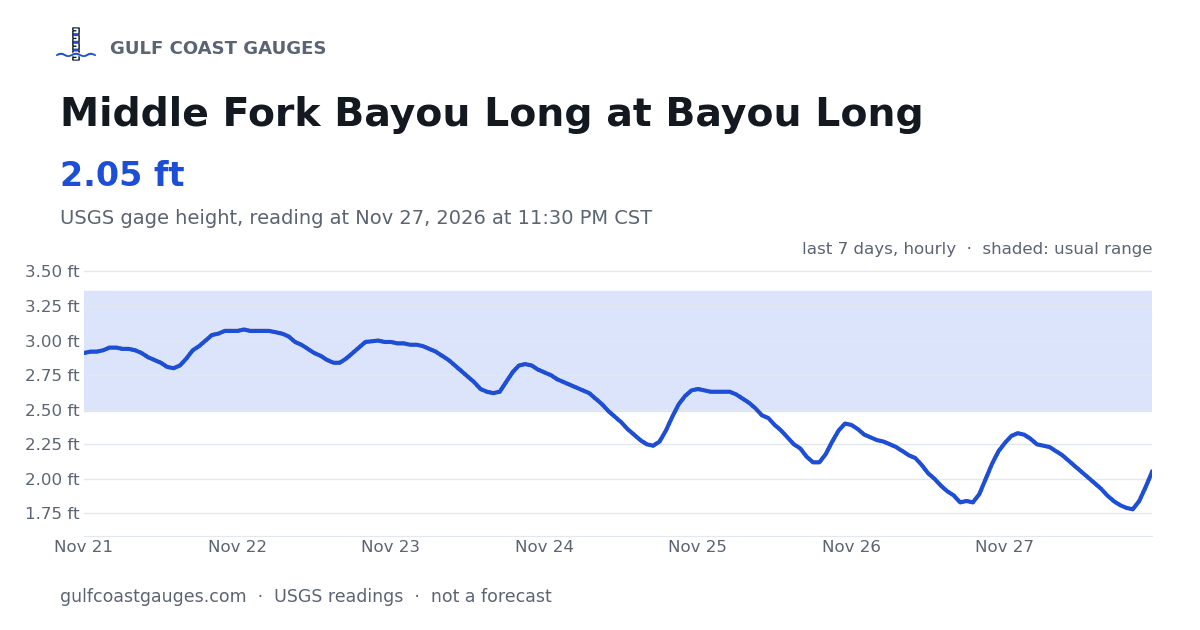 GULF COAST GAUGES
Middle Fork Bayou Long at Bayou Long
2.05 ft
USGS gage height, reading at Nov 27, 2026 at 11:30 PM CST
last 7 days, hourly · shaded: usual range
3.50 ft
3.25 ft
3.00 ft
2.75 ft
2.50 ft
2.25 ft
2.00 ft
1.75 ft
Nov 21 Nov 22 Nov 23 Nov 24 Nov 25 Nov 26 Nov 27
gulfcoastgauges.com · USGS readings · not a forecast